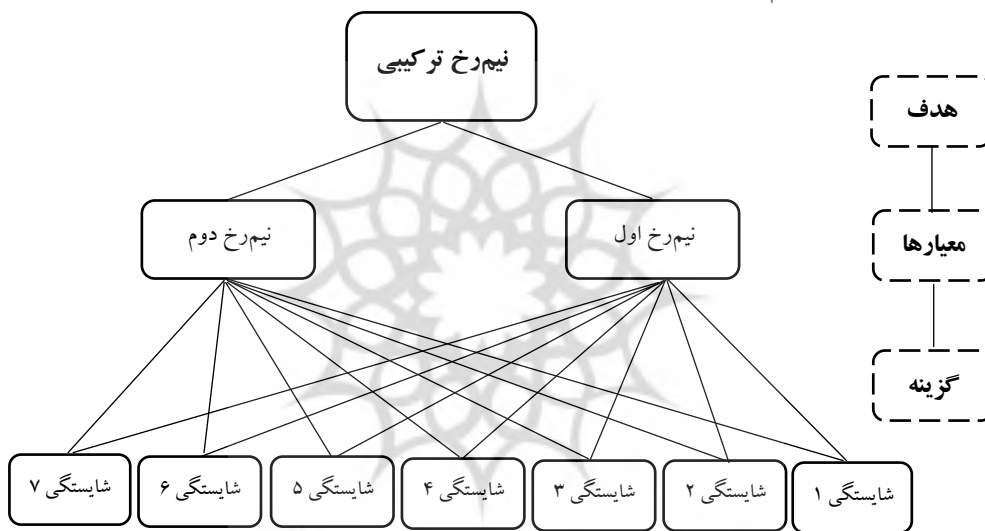 نیم‌رخ ترکیبی
هدف
نیم‌رخ اول
نیم‌رخ دوم
معیارها
گزینه
شایستگی ۱
شایستگی ۲
شایستگی ۳
شایستگی ۴
شایستگی ۵
شایستگی ۶
شایستگی ۷